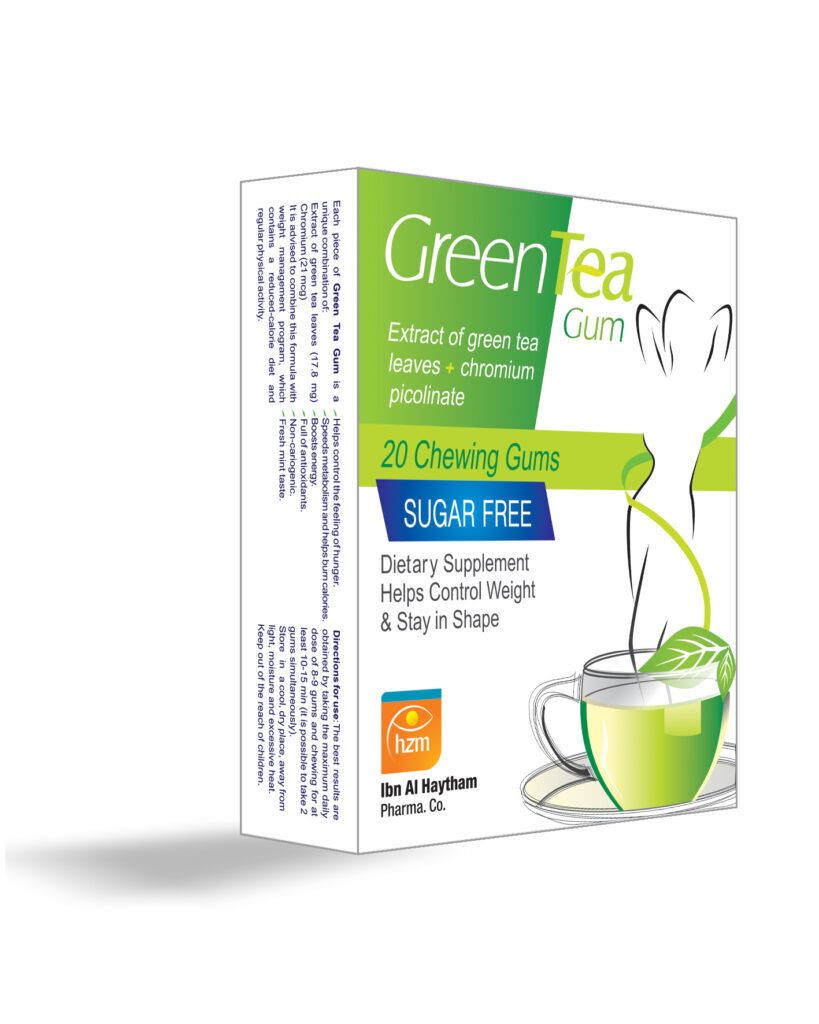 Green Tea
Gum
Extract of green tea
leaves + chromium
picolinate
20 Chewing Gums
SUGAR FREE
Dietary Supplement
Helps Control Weight
& Stay in Shape
hzm
Ibn Al Haytham
Pharma. Co.
Each piece of Green Tea Gum is a
unique combination of:
Extract of green tea leaves (17.8 mg)
Chromium (21 mcg)
It is advised to combine this formula with
weight management program, which
contains a reduced-calorie diet and
regular physical activity.
Helps control the feeling of hunger.
Speeds metabolism and helps burn calories.
Boosts energy.
Full of antioxidants.
Non-cariogenic.
Fresh mint taste.
Directions for use: The best results are
obtained by taking the maximum daily
dose of 8-9 gums and chewing for at
least 10-15 min (it is possible to take 2
gums simultaneously).
Store in a cool, dry place, away from
light, moisture and excessive heat.
Keep out of the reach of children.